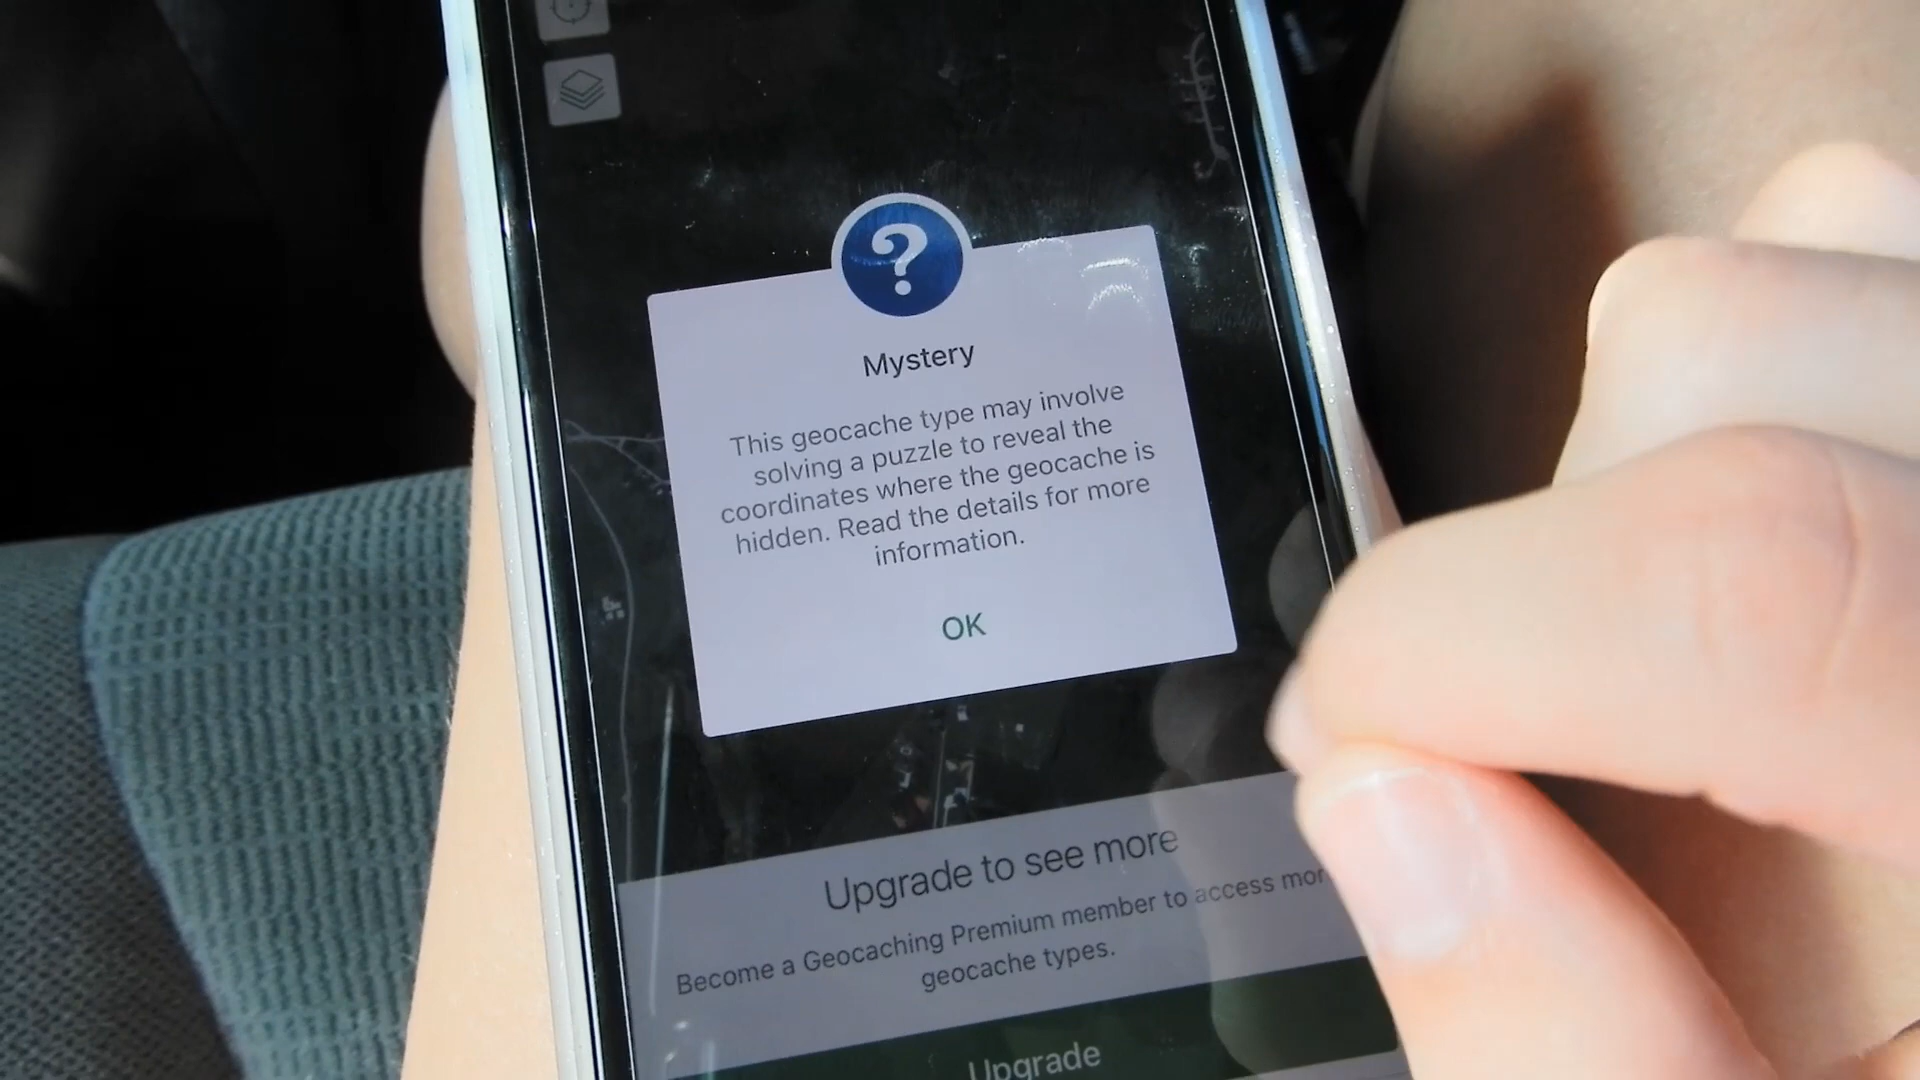 ?
Mystery
This geocache type may involve
solving a puzzle to reveal the
coordinates where the geocache is
hidden. Read the details for more
information.
OK
Upgrade to see more
Become a Geocaching Premium member to access
geocache types.
Upgrade